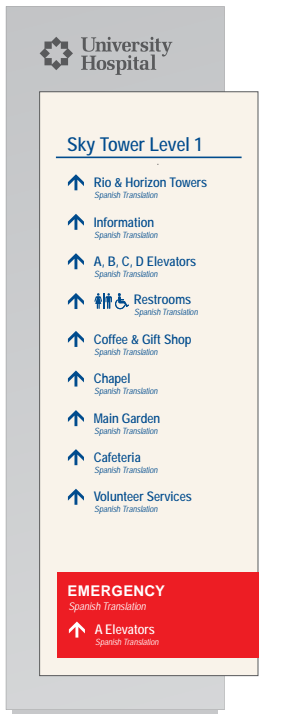 University
Hospital
Sky Tower Level 1
Rio & Horizon Towers
Spanish Translation
Information
Spanish Translation
A, B, C, D Elevators
Spanish Translation
Restrooms
Spanish Translation
Coffee & Gift Shop
Spanish Translation
Chapel
Spanish Translation
Main Garden
Spanish Translation
Cafeteria
Spanish Translation
Volunteer Services
Spanish Translation
EMERGENCY
Spanish Translation
A Elevators
Spanish Translation